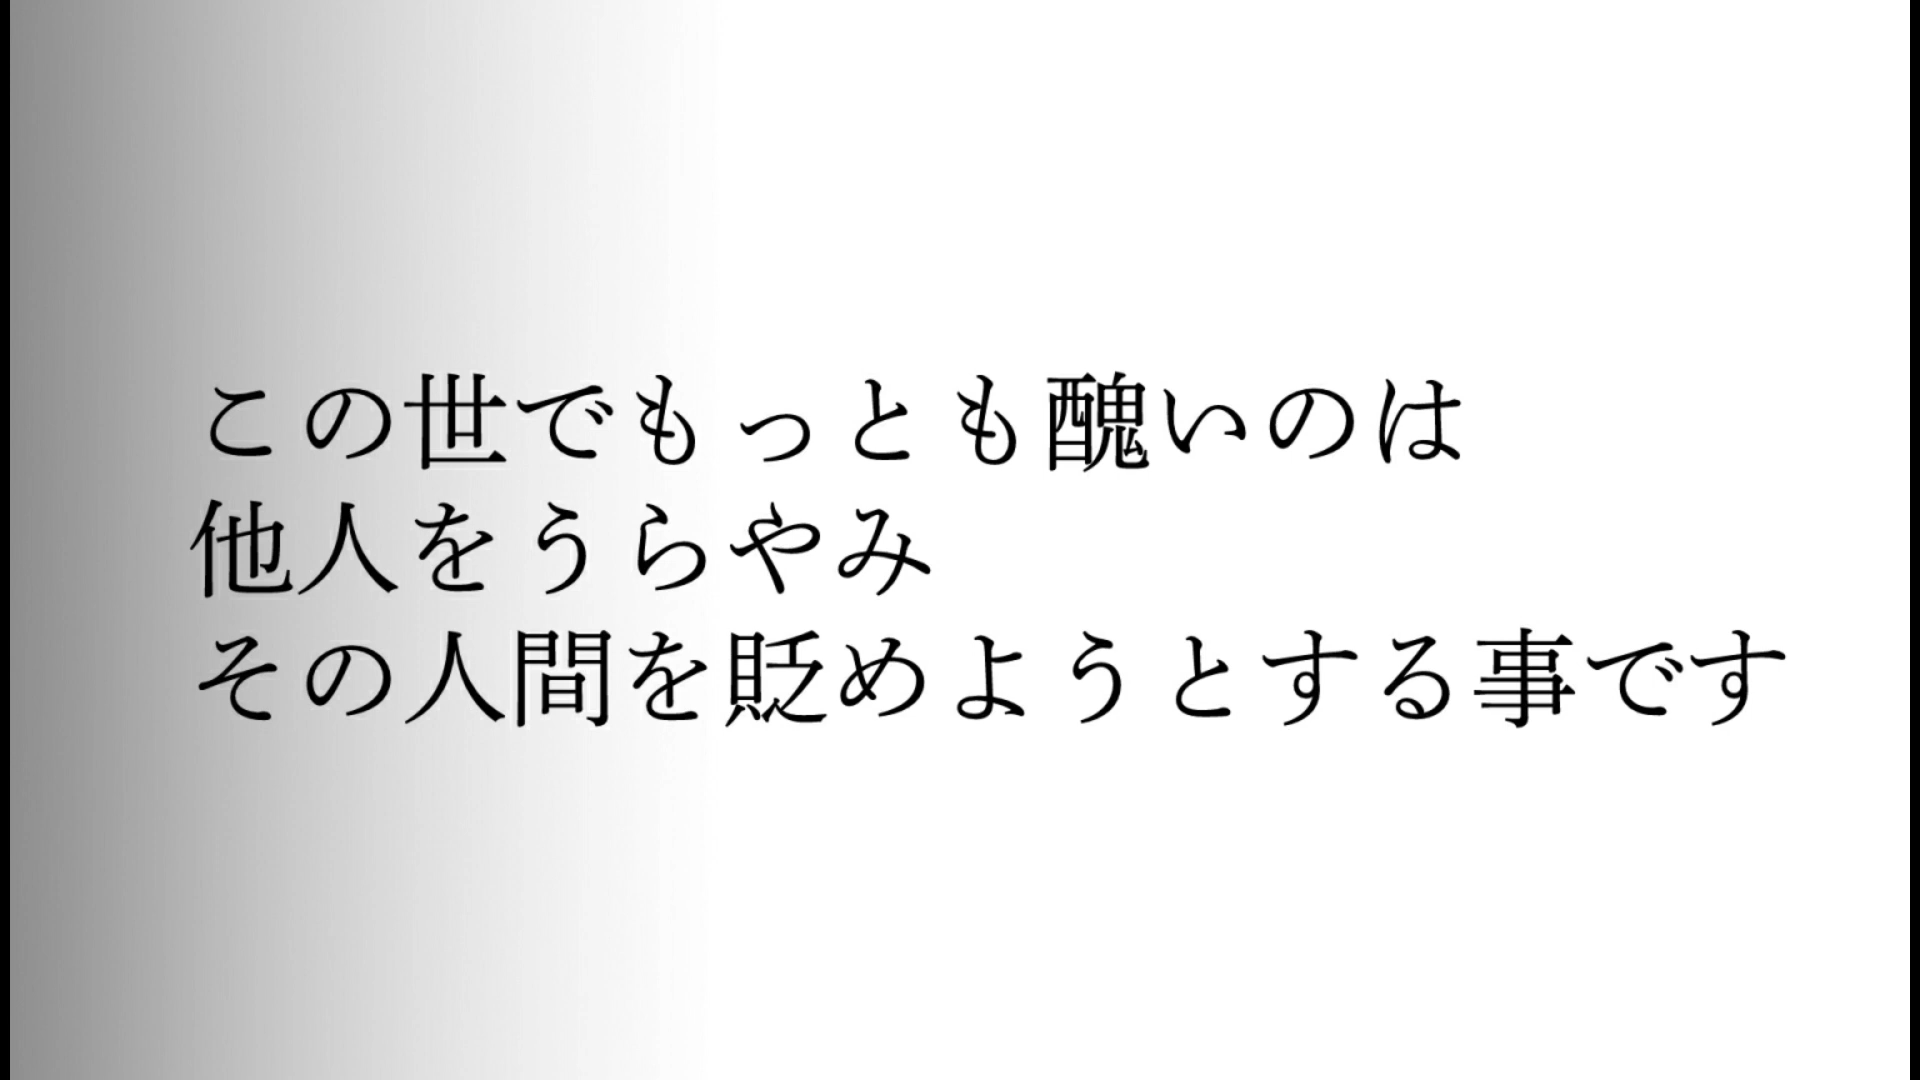 この世でもっとも醜いのは
他人をうらやみ
その人間を貶めようとする事です